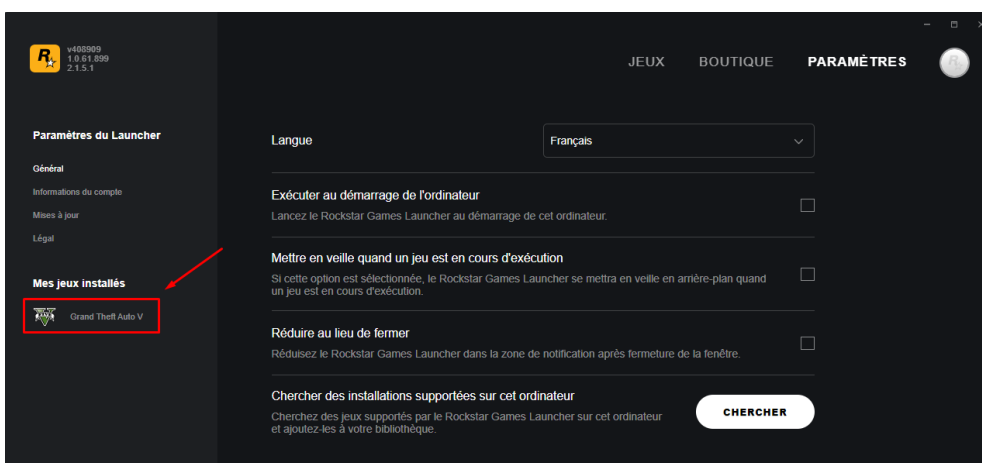 v408909
1.0.61.899
2.1.5.1
JEUX BOUTIQUE PARAMÈTRES
Paramètres du Launcher
Général
Informations du compte
Mises à jour
Légal
Mes jeux installés
Grand Theft Auto V
Langue
Français
Exécuter au démarrage de l'ordinateur
Lancez le Rockstar Games Launcher au démarrage de cet ordinateur.
Mettre en veille quand un jeu est en cours d'exécution
Si cette option est sélectionnée, le Rockstar Games Launcher se mettra en veille en arrière-plan quand
un jeu est en cours d'exécution.
Réduire au lieu de fermer
Réduisez le Rockstar Games Launcher dans la zone de notification après fermeture de la fenêtre.
Chercher des installations supportées sur cet ordinateur
Cherchez des jeux supportés par le Rockstar Games Launcher sur cet ordinateur
et ajoutez-les à votre bibliothèque.
CHERCHER